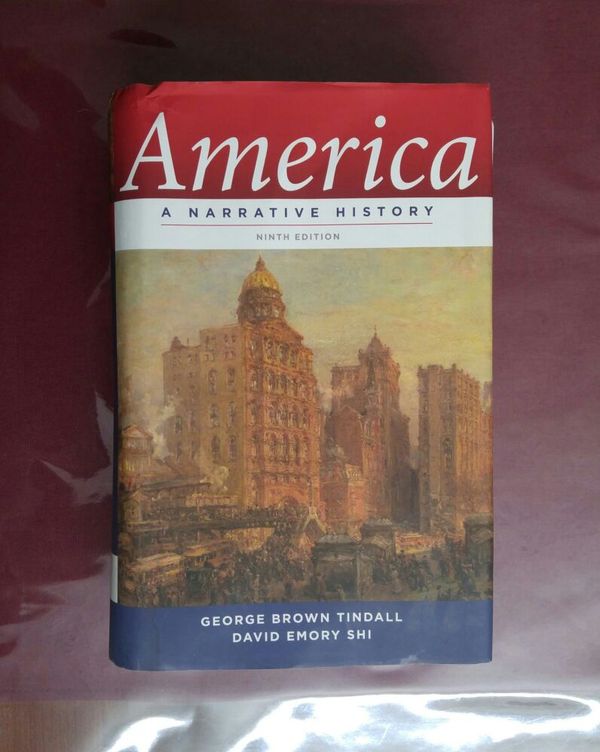 America
A NARRATIVE HISTORY
NINTH EDITION
GEORGE BROWN TINDALL
DAVID EMORY SHI